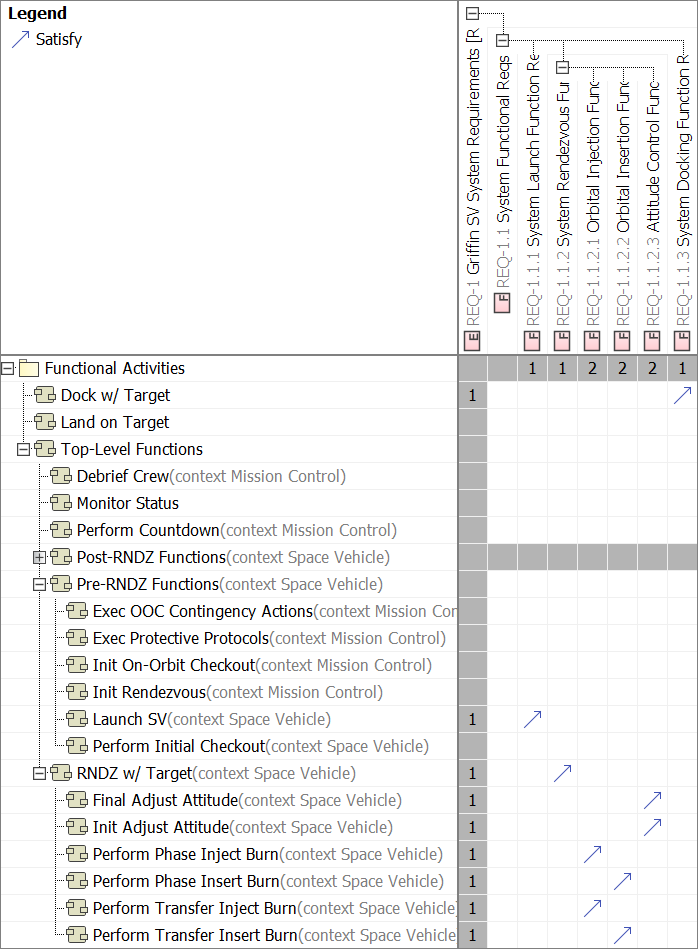 Legend
Satisfy
E REQ-1 Griffin SV System Requirements [R
F REQ-1.1 System Functional Reqs
F REQ-1.1.1 System Launch Function Re
F REQ-1.1.2 System Rendezvous Fur
F REQ-1.1.2.1 Orbital Injection Func
F REQ-1.1.2.2 Orbital Insertion Func
F REQ-1.1.2.3 Attitude Control Func
F REQ-1.1.3 System Docking Function R
Functional Activities 1 1 2 2 2 1
Dock w/ Target 1
Land on Target
Top-Level Functions
Debrief Crew(context Mission Control)
Monitor Status
Perform Countdown(context Mission Control)
Post-RNDZ Functions(context Space Vehicle)
Pre-RNDZ Functions(context Space Vehicle)
Exec OOC Contingency Actions(context Mission Con
Exec Protective Protocols(context Mission Control)
Init On-Orbit Checkout(context Mission Control)
Init Rendezvous(context Mission Control)
Launch SV(context Space Vehicle) 1
Perform Initial Checkout(context Space Vehicle)
RNDZ w/ Target(context Space Vehicle) 1
Final Adjust Attitude(context Space Vehicle) 1
Init Adjust Attitude(context Space Vehicle) 1
Perform Phase Inject Burn(context Space Vehicle) 1
Perform Phase Insert Burn(context Space Vehicle) 1
Perform Transfer Inject Burn(context Space Vehicle) 1
Perform Transfer Insert Burn(context Space Vehicle) 1